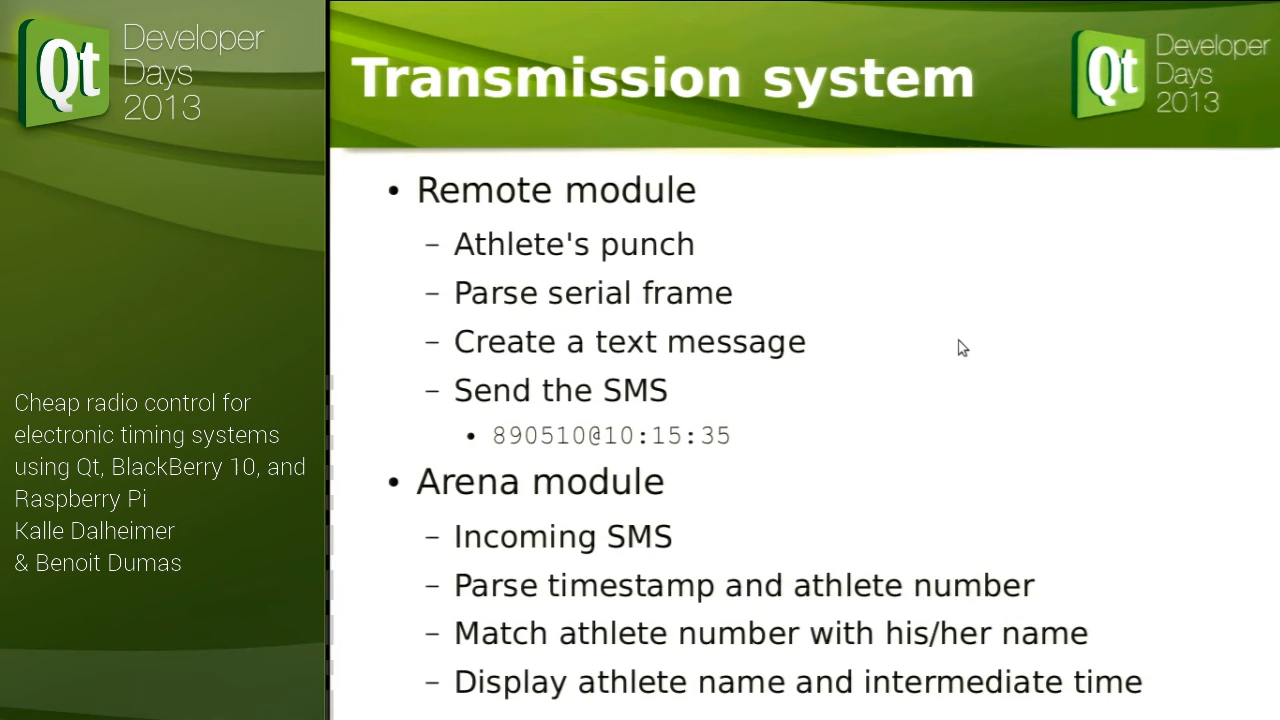 Qt
Developer
Days
2013
Cheap radio control for
electronic timing systems
using Qt, BlackBerry 10, and
Raspberry Pi
Kalle Dalheimer
& Benoit Dumas
Transmission system
Qt
Developer
Days
2013
• Remote module
– Athlete's punch
– Parse serial frame
– Create a text message
– Send the SMS
• 890510@10:15:35
• Arena module
– Incoming SMS
– Parse timestamp and athlete number
– Match athlete number with his/her name
– Display athlete name and intermediate time